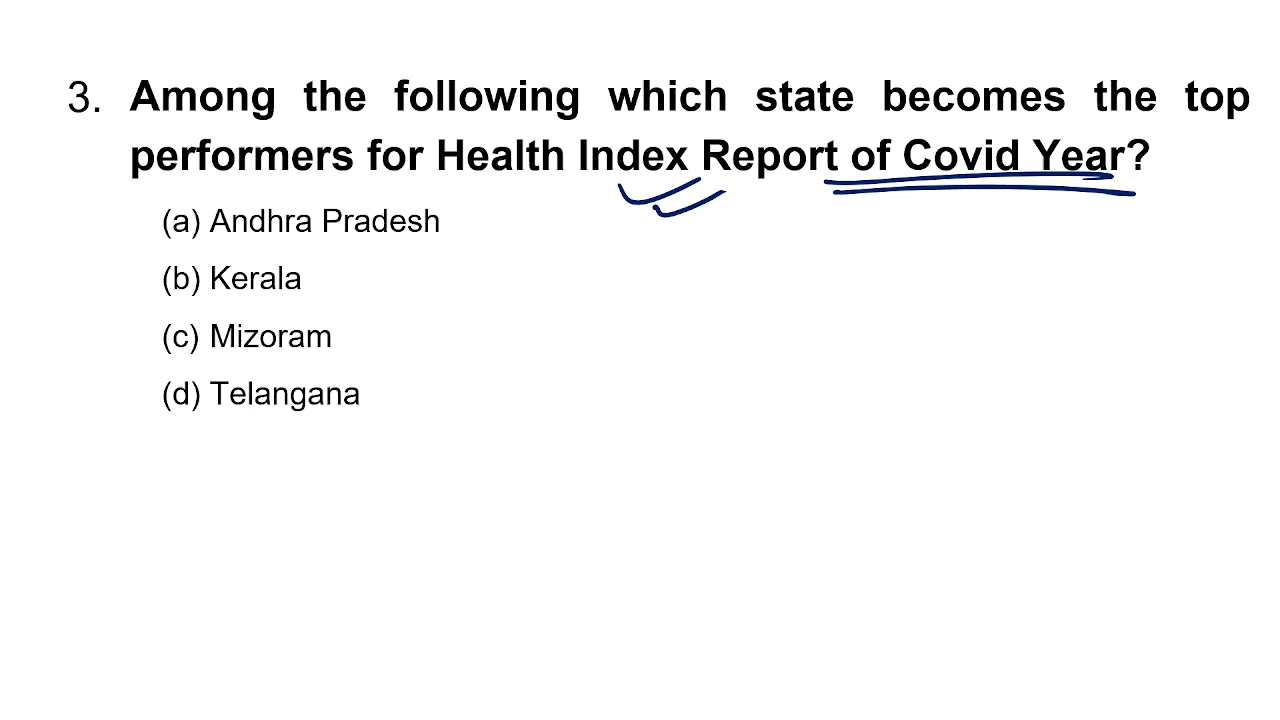 3. Among the following which state becomes the top
performers for Health Index Report of Covid Year?
(a) Andhra Pradesh
(b) Kerala
(c) Mizoram
(d) Telangana